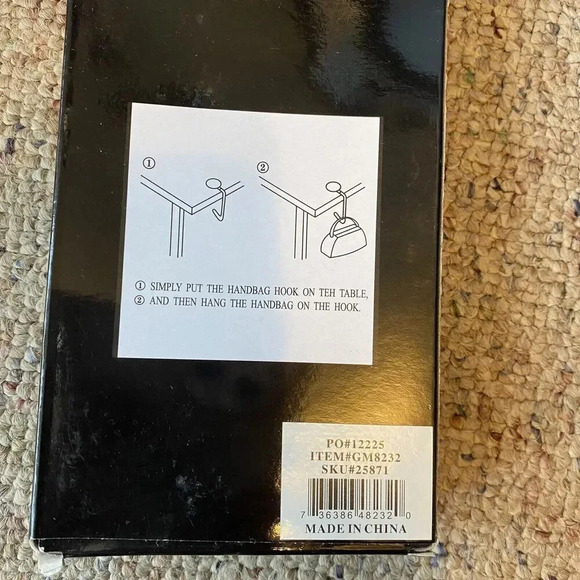 ① ②
① SIMPLY PUT THE HANDBAG HOOK ON TEH TABLE,
② AND THEN HANG THE HANDBAG ON THE HOOK.
PO#12225
ITEM#GM8232
SKU#25871
7 36386 48232 0
MADE IN CHINA